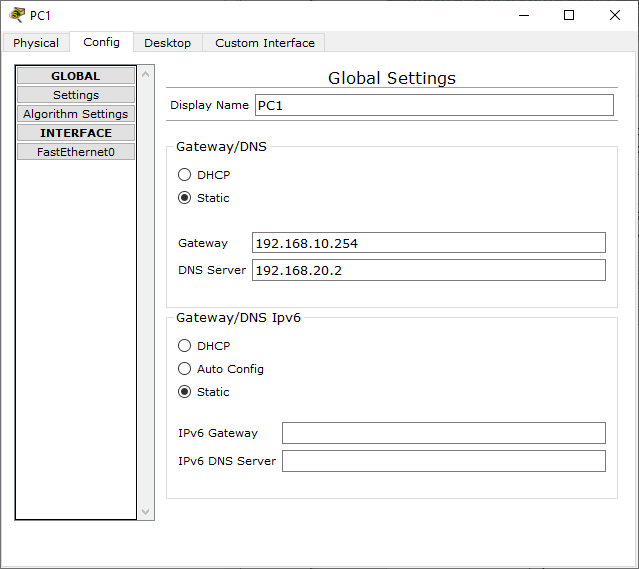 PC1
Physical
Config
Desktop
Custom Interface
GLOBAL
Settings
Algorithm Settings
INTERFACE
FastEthernet0
Global Settings
Display Name PC1
Gateway/DNS
DHCP
Static
Gateway 192.168.10.254
DNS Server 192.168.20.2
Gateway/DNS Ipv6
DHCP
Auto Config
Static
IPv6 Gateway
IPv6 DNS Server